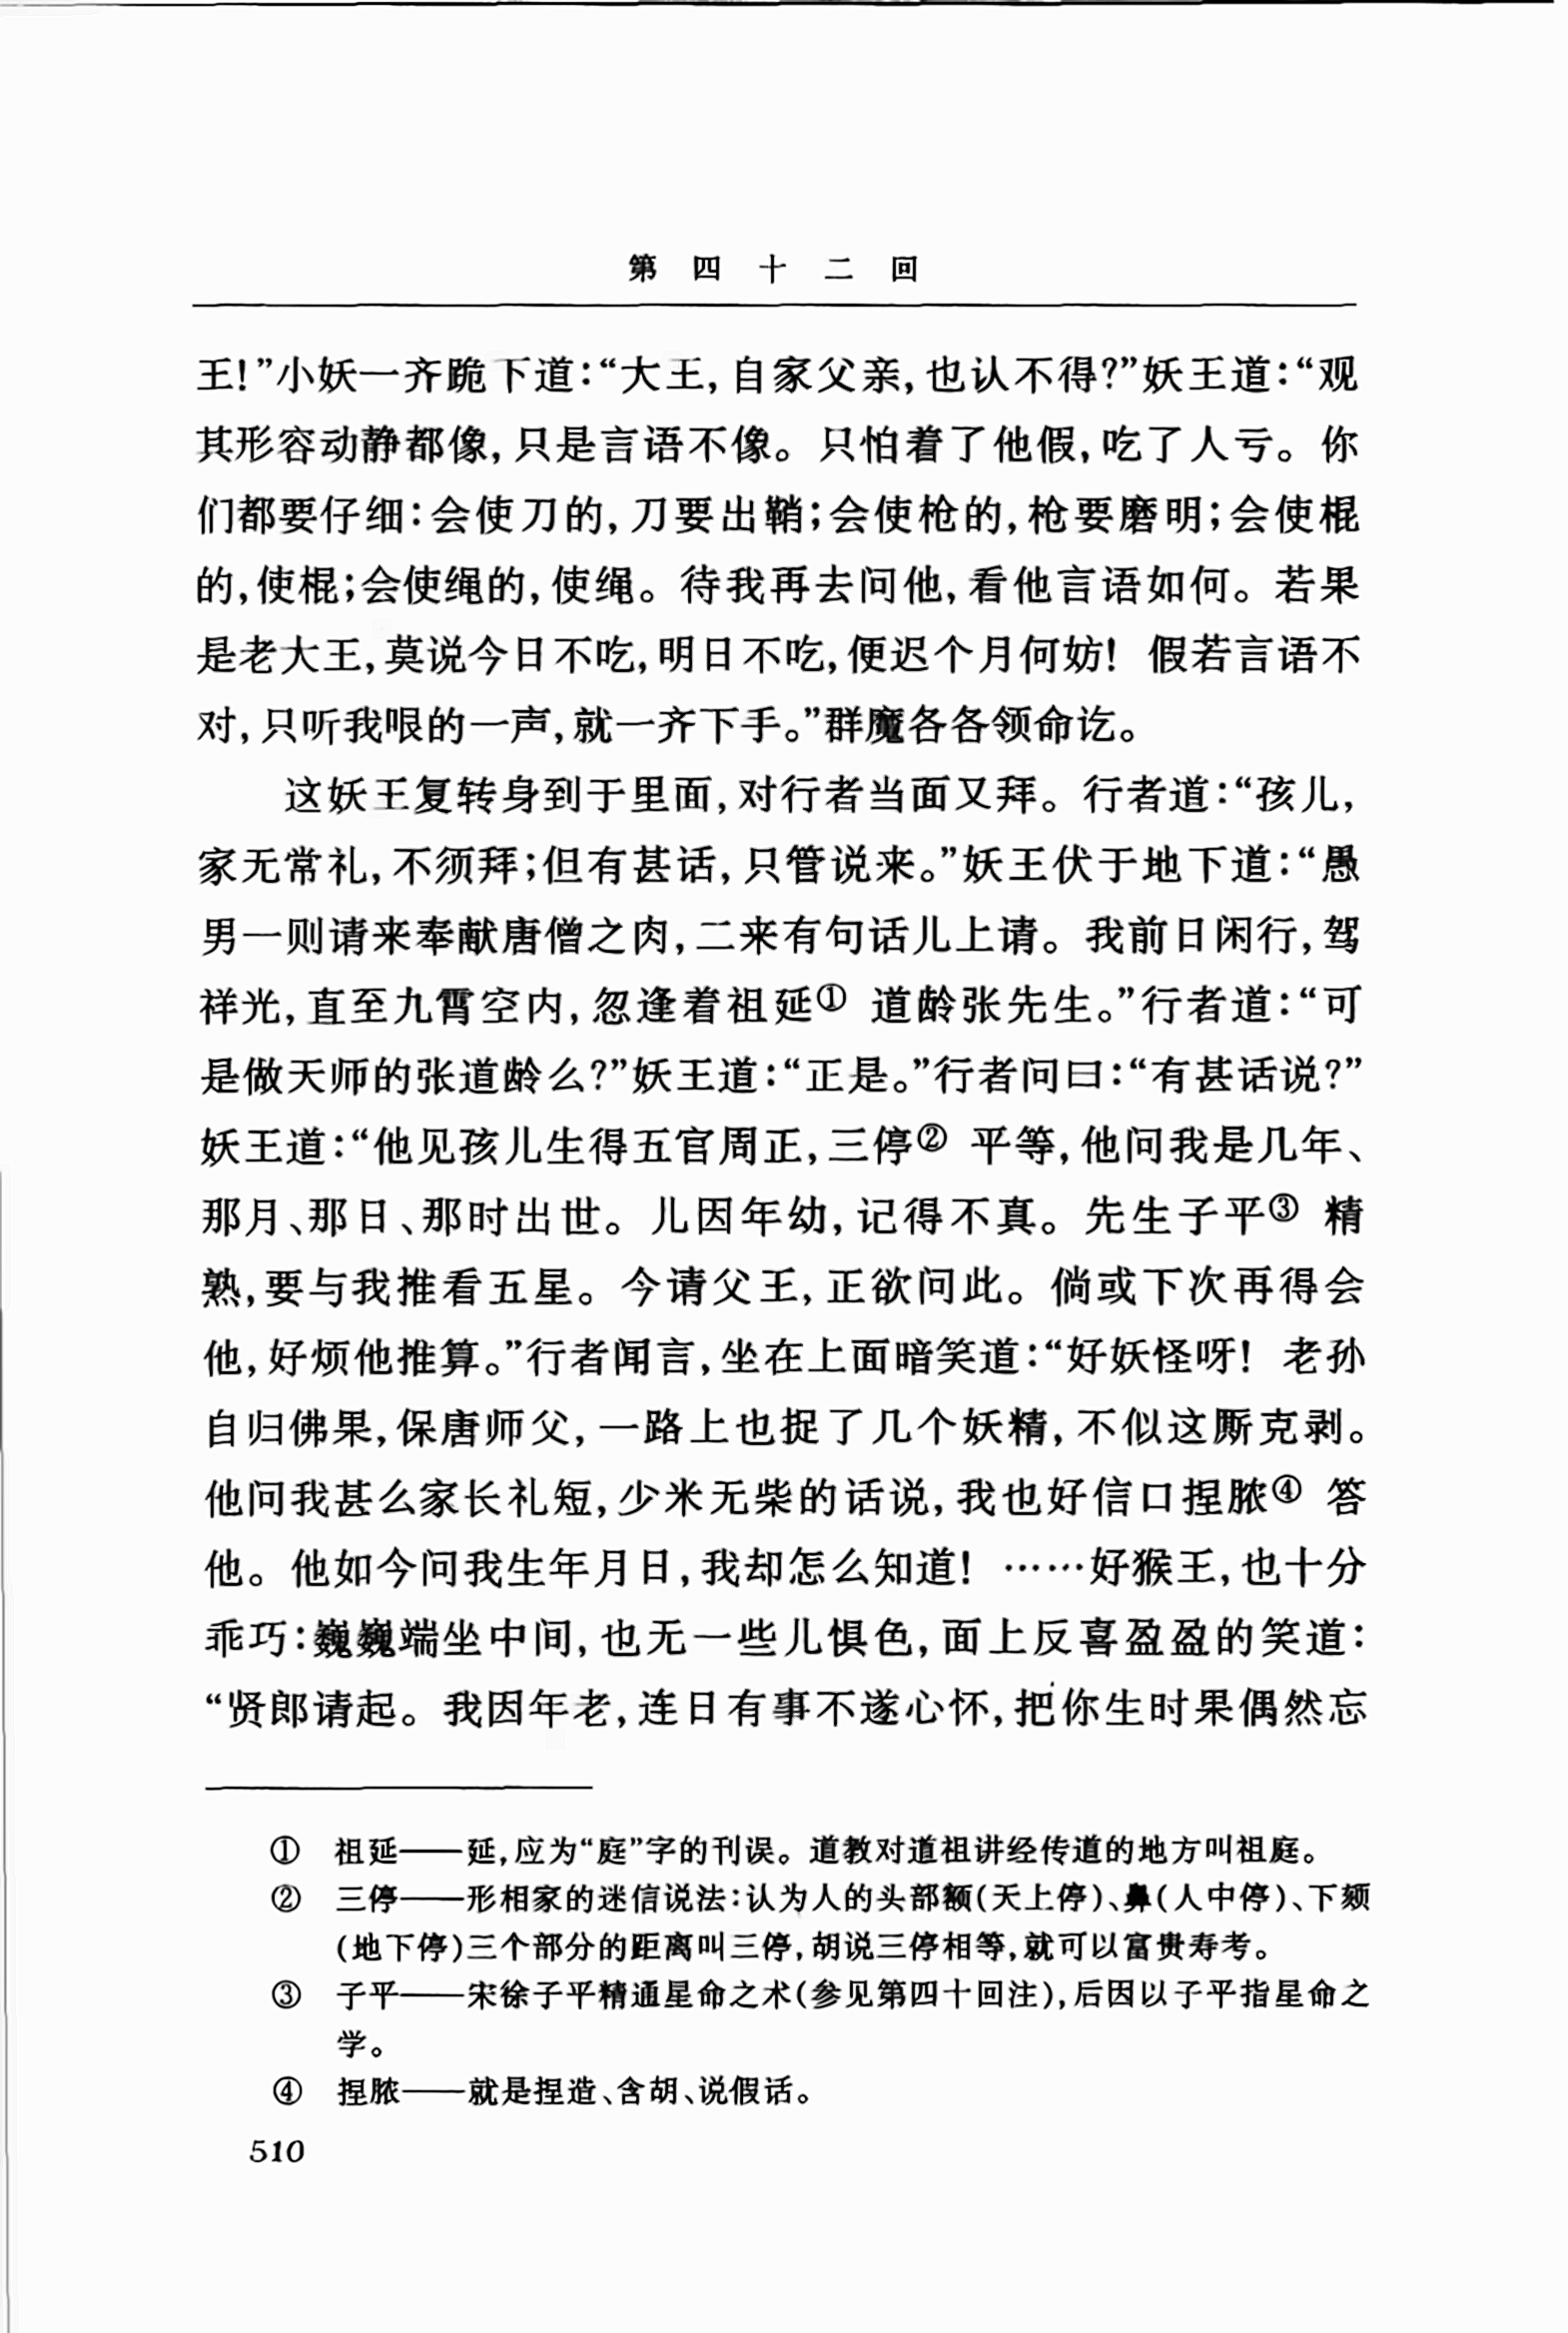 第四十二回
王!”小妖一齐跪下道:“大王,自家父亲,也认不得?”妖王道:“观
其形容动静都像,只是言语不像。只怕着了他假,吃了人亏。你
们都要仔细:会使刀的,刀要出鞘;会使枪的,枪要磨明;会使棍
的,使棍;会使绳的,使绳。待我再去问他,看他言语如何。若果
是老大王,莫说今日不吃,明日不吃,便迟个月何妨! 假若言语不
对,只听我哏的一声,就一齐下手。”群魔各各领命讫。
这妖王复转身到于里面,对行者当面又拜。行者道:“孩儿,
家无常礼,不须拜;但有甚话,只管说来。”妖王伏于地下道:“愚
男一则请来奉献唐僧之肉,二来有句话儿上请。我前日闲行,驾
祥光,直至九霄空内,忽逢着祖延① 道龄张先生。”行者道:“可
是做天师的张道龄么?”妖王道:“正是。”行者问曰:“有甚话说?”
妖王道:“他见孩儿生得五官周正,三停② 平等,他问我是几年、
那月、那日、那时出世。儿因年幼,记得不真。先生子平③ 精
熟,要与我推看五星。今请父王,正欲问此。倘或下次再得会
他,好烦他推算。”行者闻言,坐在上面暗笑道:“好妖怪呀! 老孙
自归佛果,保唐师父,一路上也捉了几个妖精,不似这厮克剥。
他问我甚么家长礼短,少米无柴的话说,我也好信口捏脓④ 答
他。他如今问我生年月日,我却怎么知道! ……好猴王,也十分
乖巧:巍巍端坐中间,也无一些儿惧色,面上反喜盈盈的笑道:
“贤郎请起。我因年老,连日有事不遂心怀,把你生时果偶然忘
① 祖延——延,应为“庭”字的刊误。道教对道祖讲经传道的地方叫祖庭。
② 三停——形相家的迷信说法:认为人的头部额(天上停)、鼻(人中停)、下颏
(地下停)三个部分的距离叫三停,胡说三停相等,就可以富贵寿考。
③ 子平——宋徐子平精通星命之术(参见第四十回注),后因以子平指星命之
学。
④ 捏脓——就是捏造、含胡、说假话。
510